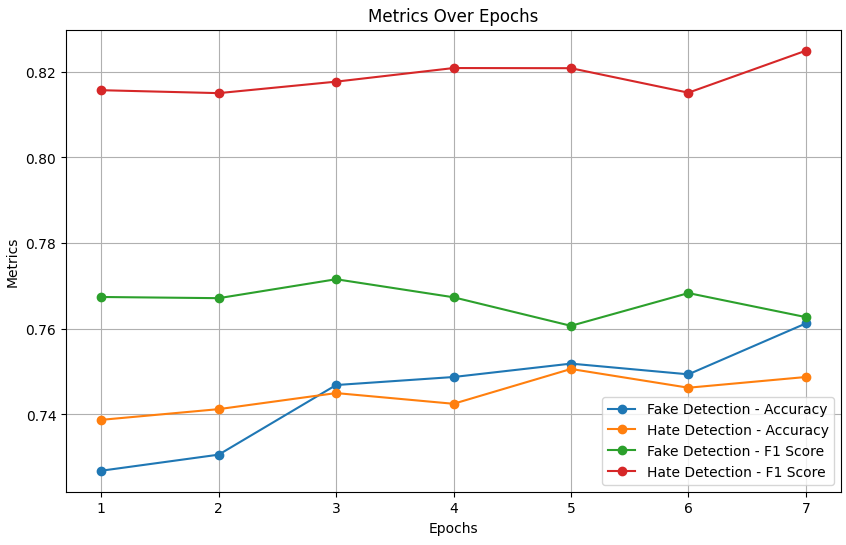 Metrics Over Epochs
0.82
0.80
0.78
0.76
0.74
Metrics
1 2 3 4 5 6 7
Epochs
Fake Detection - Accuracy
Hate Detection - Accuracy
Fake Detection - F1 Score
Hate Detection - F1 Score